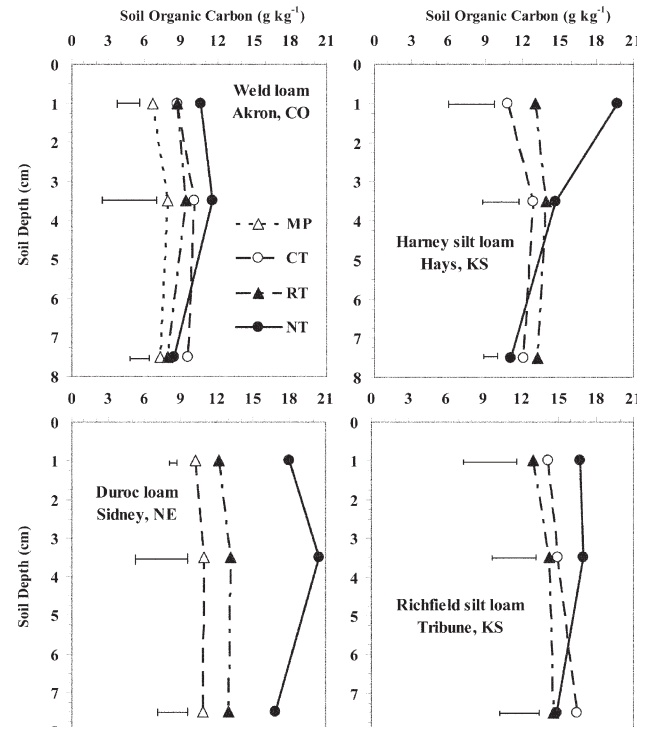 Soil Organic Carbon (g kg⁻¹)
0 3 6 9 12 15 18 21
0
1
2
3
4
5
6
7
8
Soil Depth (cm)
Weld loam
Akron, CO
MP
CT
RT
NT
Soil Organic Carbon (g kg⁻¹)
0 3 6 9 12 15 18 21
0
1
2
3
4
5
6
7
8
Harney silt loam
Hays, KS
0 3 6 9 12 15 18 21
0
1
2
3
4
5
6
7
Soil Depth (cm)
Duroc loam
Sidney, NE
0 3 6 9 12 15 18 21
0
1
2
3
4
5
6
7
Richfield silt loam
Tribune, KS